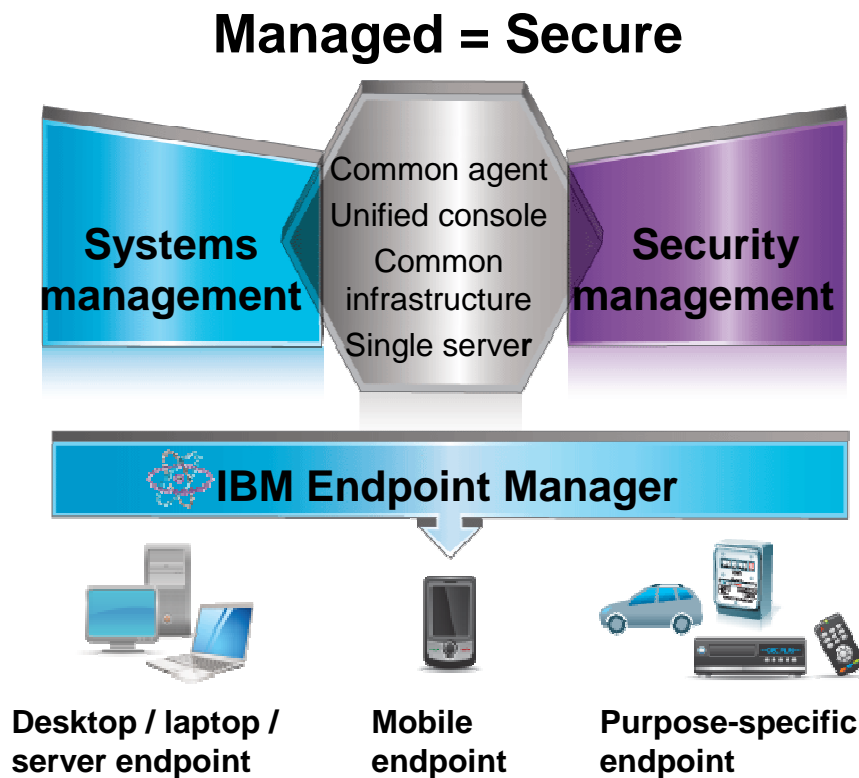 Managed = Secure
Systems
management
Common agent
Unified console
Common
infrastructure
Single server
Security
management
IBM Endpoint Manager
Desktop / laptop /
server endpoint
Mobile
endpoint
Purpose-specific
endpoint